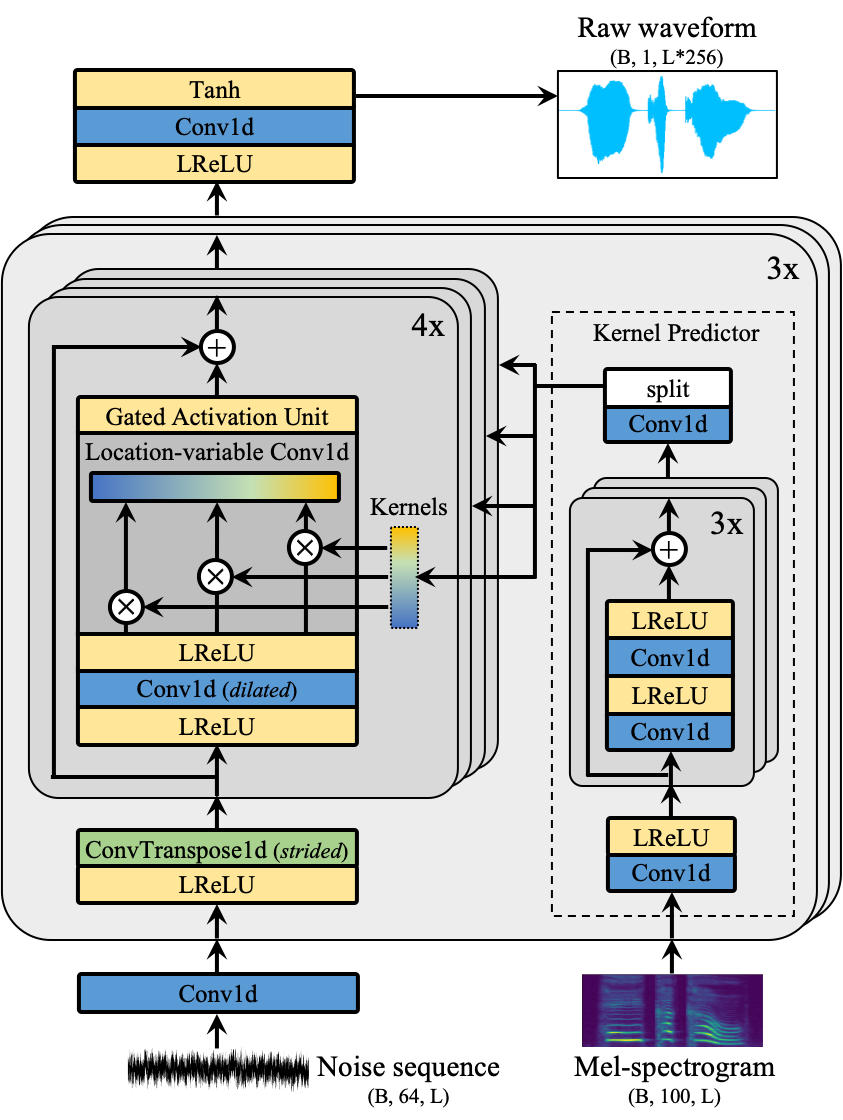 Raw waveform
(B, 1, L*256)
Tanh
Conv1d
LReLU
3x
4x
Kernel Predictor
+
split
Conv1d
Gated Activation Unit
Location-variable Conv1d
Kernels
×
×
×
3x
+
LReLU
Conv1d
LReLU
Conv1d
LReLU
Conv1d (dilated)
LReLU
ConvTranspose1d (strided)
LReLU
LReLU
Conv1d
Conv1d
Noise sequence
(B, 64, L)
Mel-spectrogram
(B, 100, L)